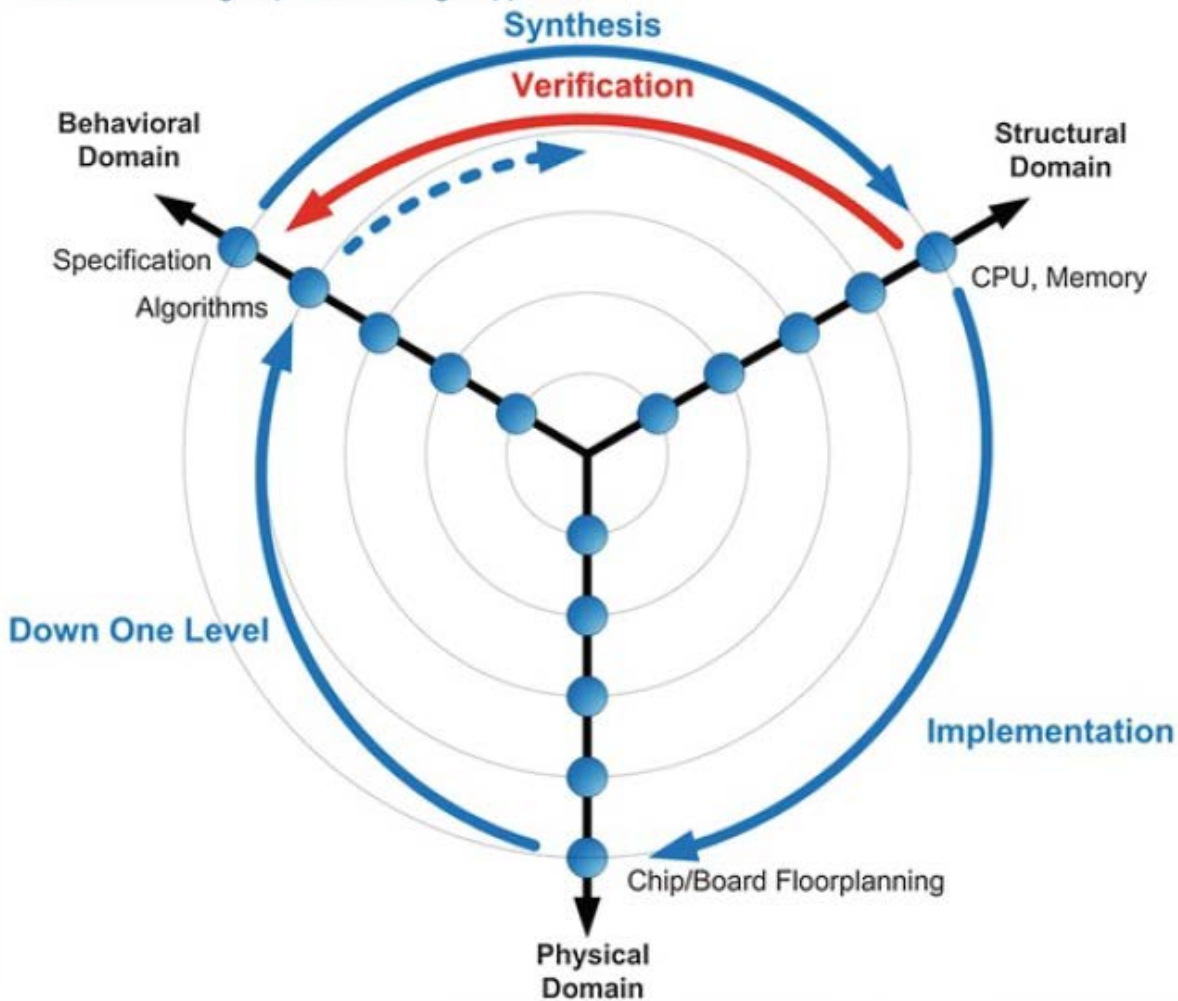 Synthesis
Verification
Behavioral
Domain
Structural
Domain
Specification
CPU, Memory
Algorithms
Down One Level
Implementation
Chip/Board Floorplanning
Physical
Domain